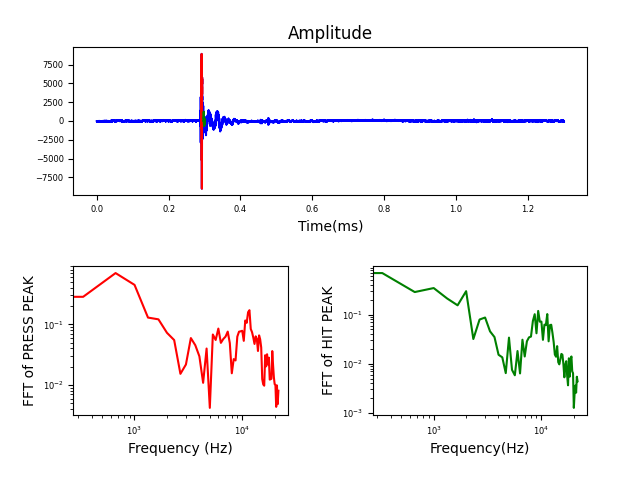 Amplitude
7500
5000
2500
0
−2500
−5000
−7500
0.0 0.2 0.4 0.6 0.8 1.0 1.2
Time(ms)
FFT of PRESS PEAK
10⁻¹
10⁻²
10³ 10⁴
Frequency (Hz)
FFT of HIT PEAK
10⁻¹
10⁻²
10⁻³
10³ 10⁴
Frequency(Hz)